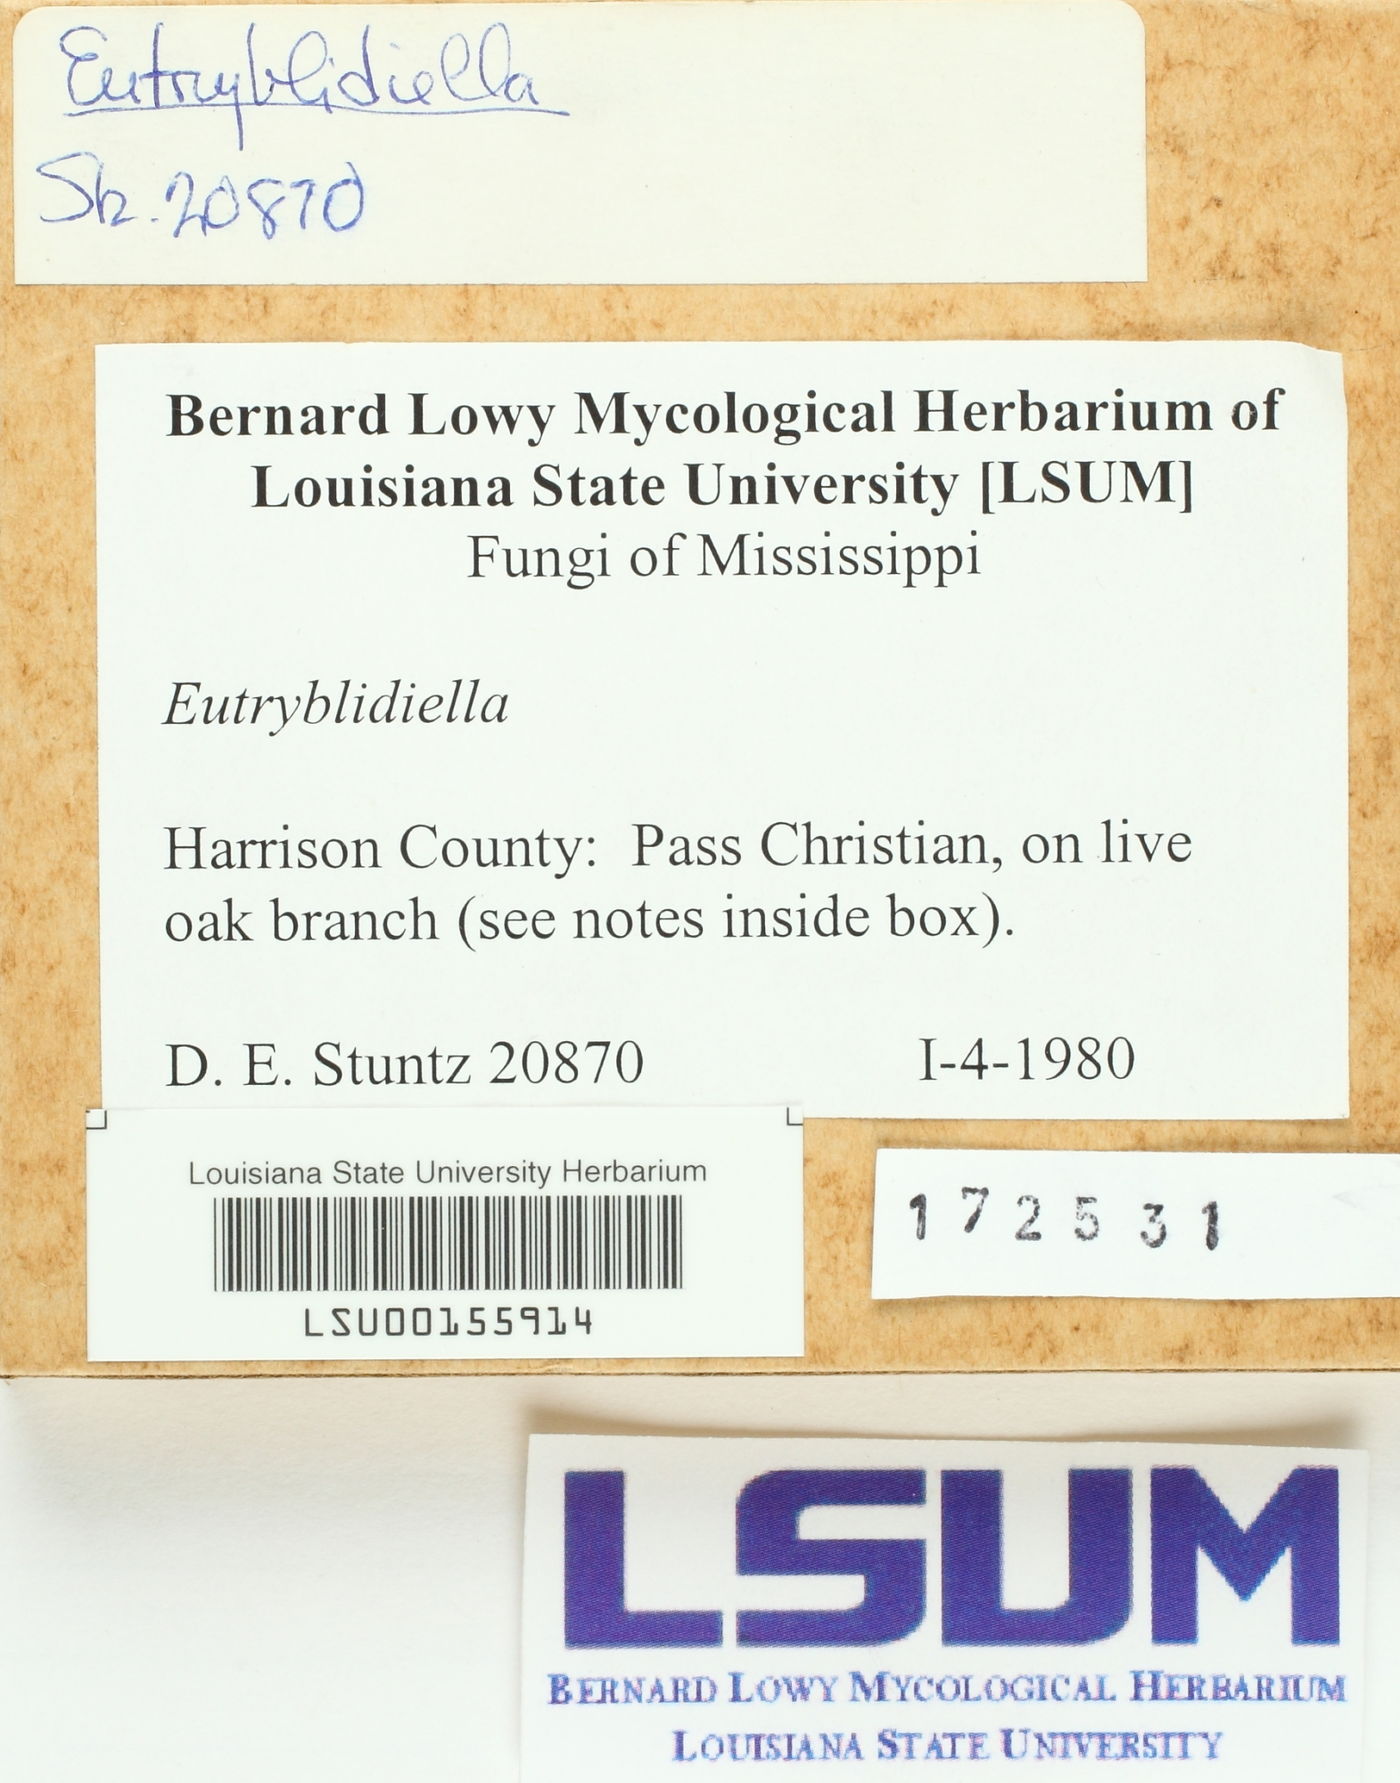 Eutryblidiella
Sh. 20870
Bernard Lowy Mycological Herbarium of
Louisiana State University [LSUM]
Fungi of Mississippi
Eutryblidiella
Harrison County: Pass Christian, on live
oak branch (see notes inside box).
D. E. Stuntz 20870 I-4-1980
Louisiana State University Herbarium
LSU00155914
172531
LSUM
BERNARD LOWY MYCOLOGICAL HERBARIUM
LOUISIANA STATE UNIVERSITY